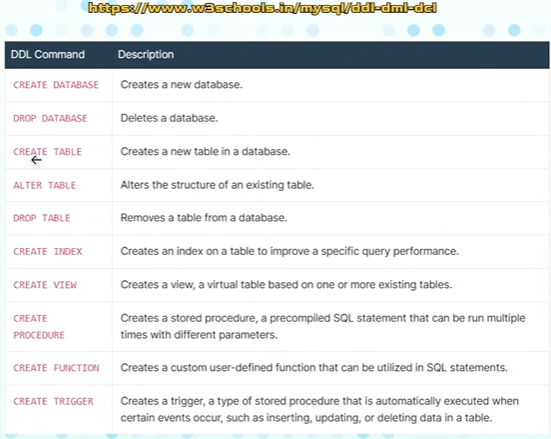 https://www.w3schools.in/mysql/ddl-dml-dcl
DDL Command Description
CREATE DATABASE Creates a new database.
DROP DATABASE Deletes a database.
CREATE TABLE Creates a new table in a database.
ALTER TABLE Alters the structure of an existing table.
DROP TABLE Removes a table from a database.
CREATE INDEX Creates an index on a table to improve a specific query performance.
CREATE VIEW Creates a view, a virtual table based on one or more existing tables.
CREATE Creates a stored procedure, a precompiled SQL statement that can be run multiple
PROCEDURE times with different parameters.
CREATE FUNCTION Creates a custom user-defined function that can be utilized in SQL statements.
CREATE TRIGGER Creates a trigger, a type of stored procedure that is automatically executed when
certain events occur, such as inserting, updating, or deleting data in a table.